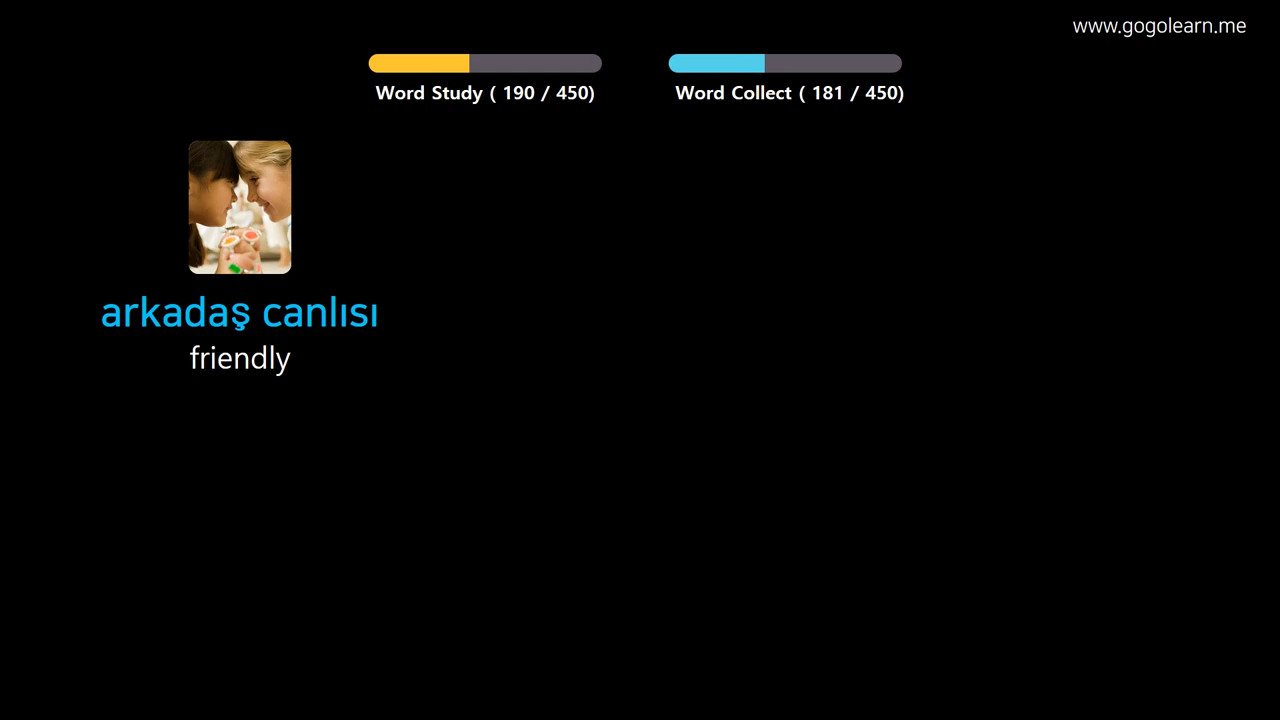 www.gogolearn.me
Word Study ( 190 / 450)
Word Collect ( 181 / 450)
arkadaş canlısı
friendly